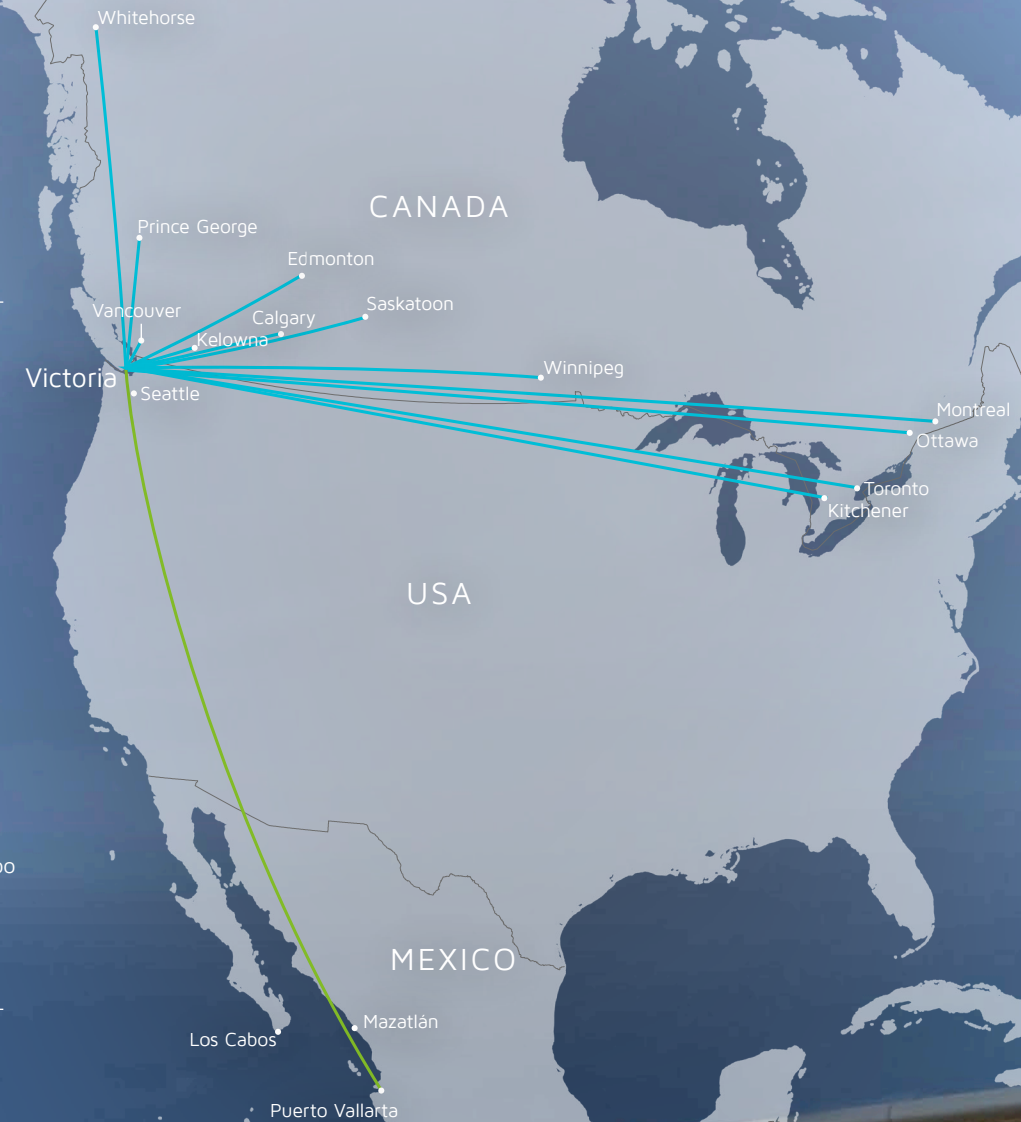 Whitehorse
CANADA
Prince George
Edmonton
Saskatoon
Vancouver
Calgary
Kelowna
Winnipeg
Victoria
Seattle
Montreal
Ottawa
Toronto
Kitchener
USA
MEXICO
Mazatlán
Los Cabos
Puerto Vallarta